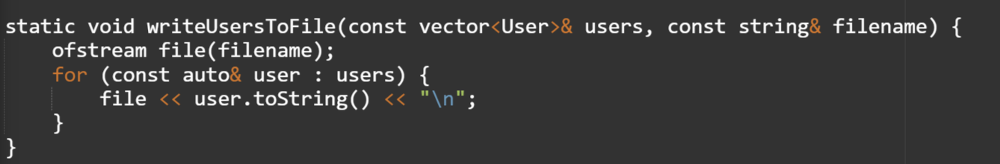 static void writeUsersToFile(const vector<User>& users, const string& filename) {
    ofstream file(filename);
    for (const auto& user : users) {
        file << user.toString() << "\n";
    }
}